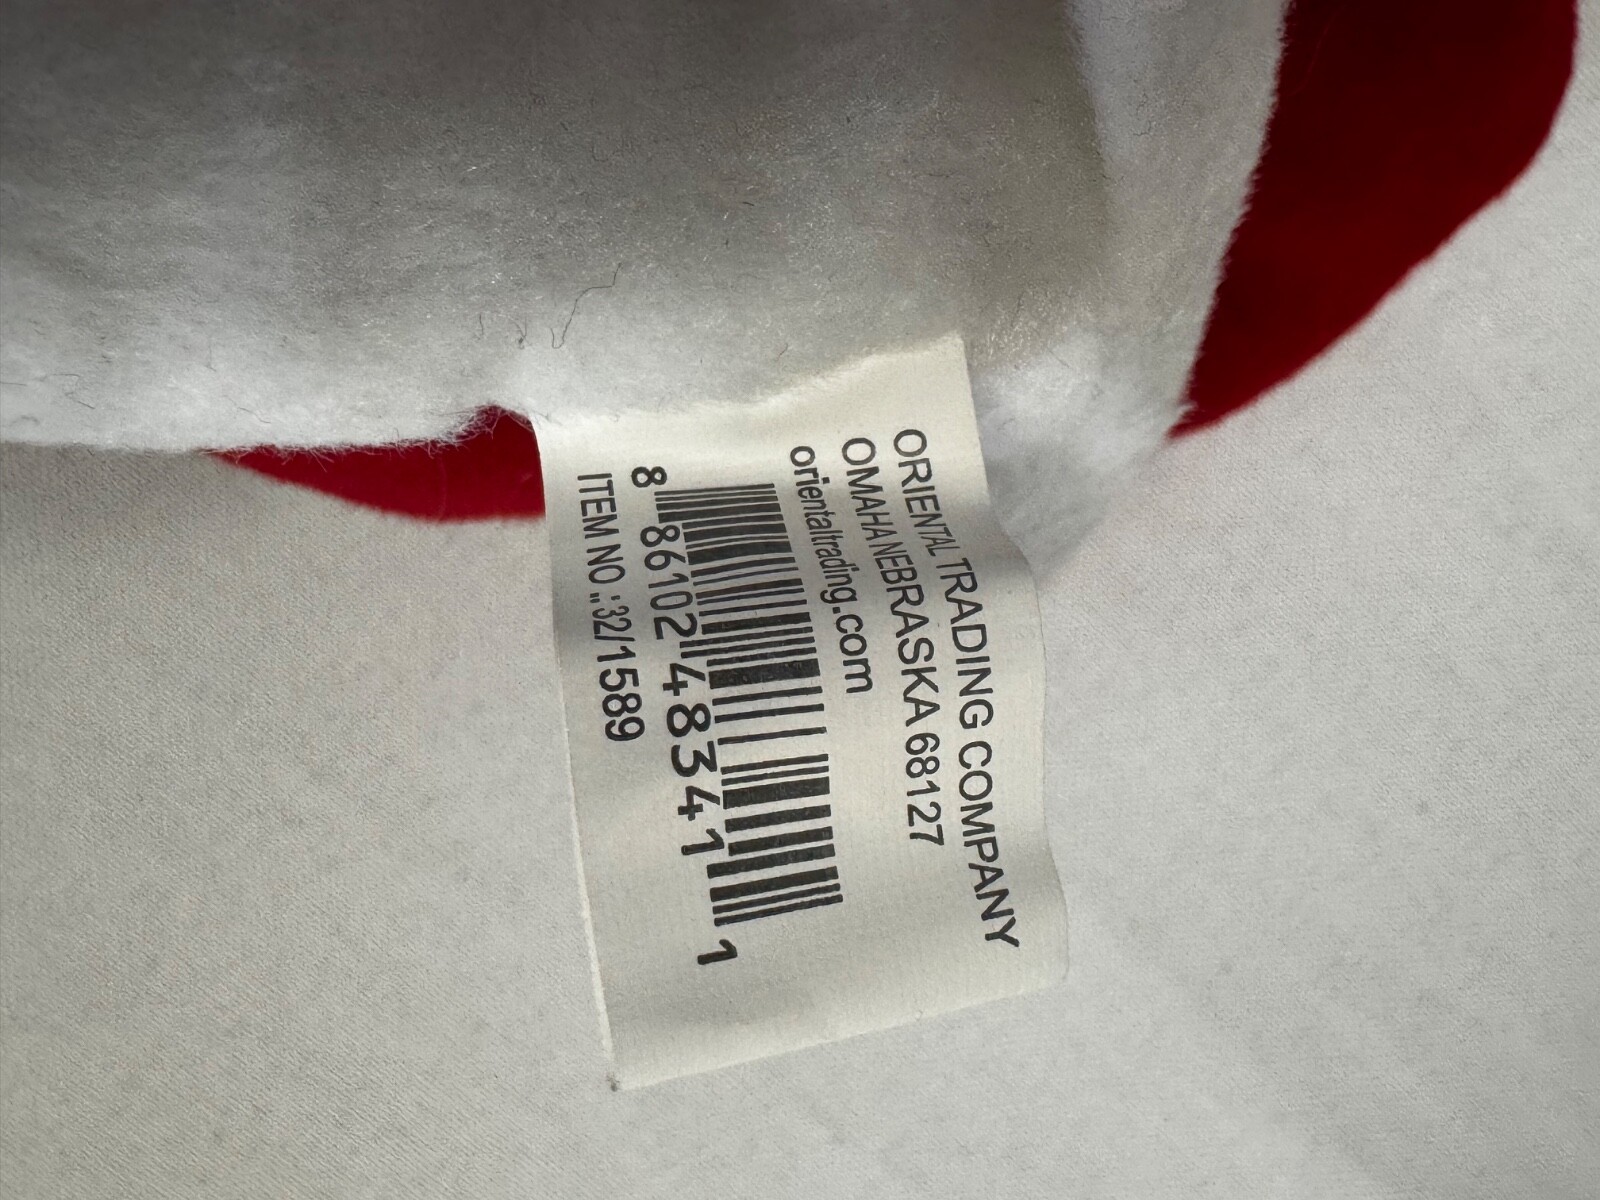 ORIENTAL TRADING COMPANY
OMAHA NEBRASKA 68127
orientaltrading.com
8 86102 48341 1
ITEM NO.:32/1589